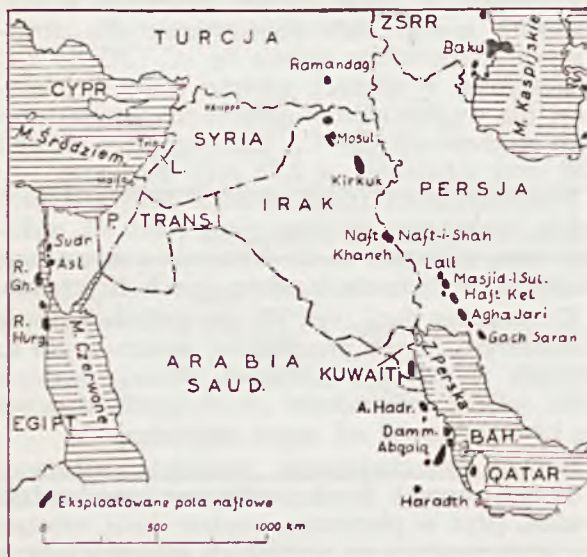 TURCJA
ZSRR
Baku
Ramandag
CYPR
M. Kaspijskie
M. Śródziem.
SYRIA
Mosul
Kirkuk
L.
IRAK
PERSJA
P.
TRANS.
Sudr
Asl.
Naft Khaneh
Naft-i-Shah
R. Gh.
Lali
Masjid-I-Sul.
Haft Kel
Agha Jari
Gach Saran
R. Hurg.
M. Czerwone
ARABIA
SAUD.
KUWAIT
Z. Perska
EGIPT
A. Hadr.
Damm.
Abqaiq
BAH.
QATAR
Haradth
Eksploatowane pola naftowe
0 500 1000 km